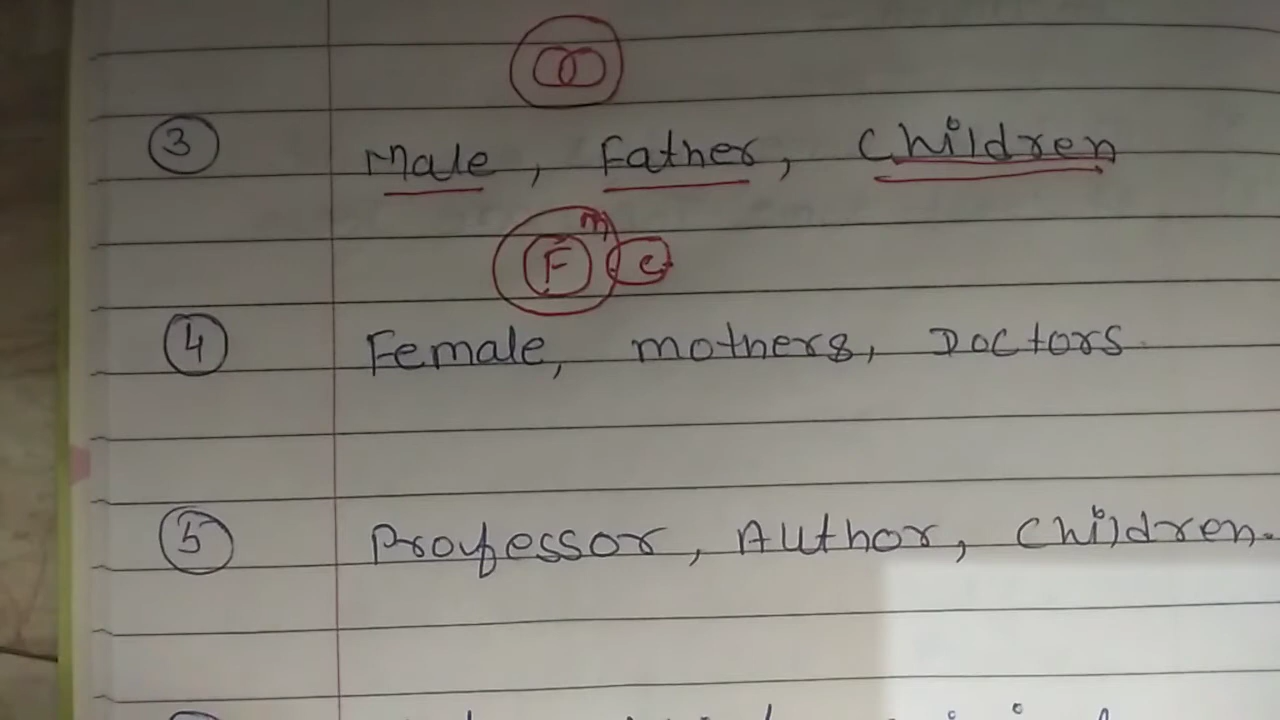 3 Male, Father, Children
F m c
4 Female, mothers, Doctors.
5 Professor, Author, Children.